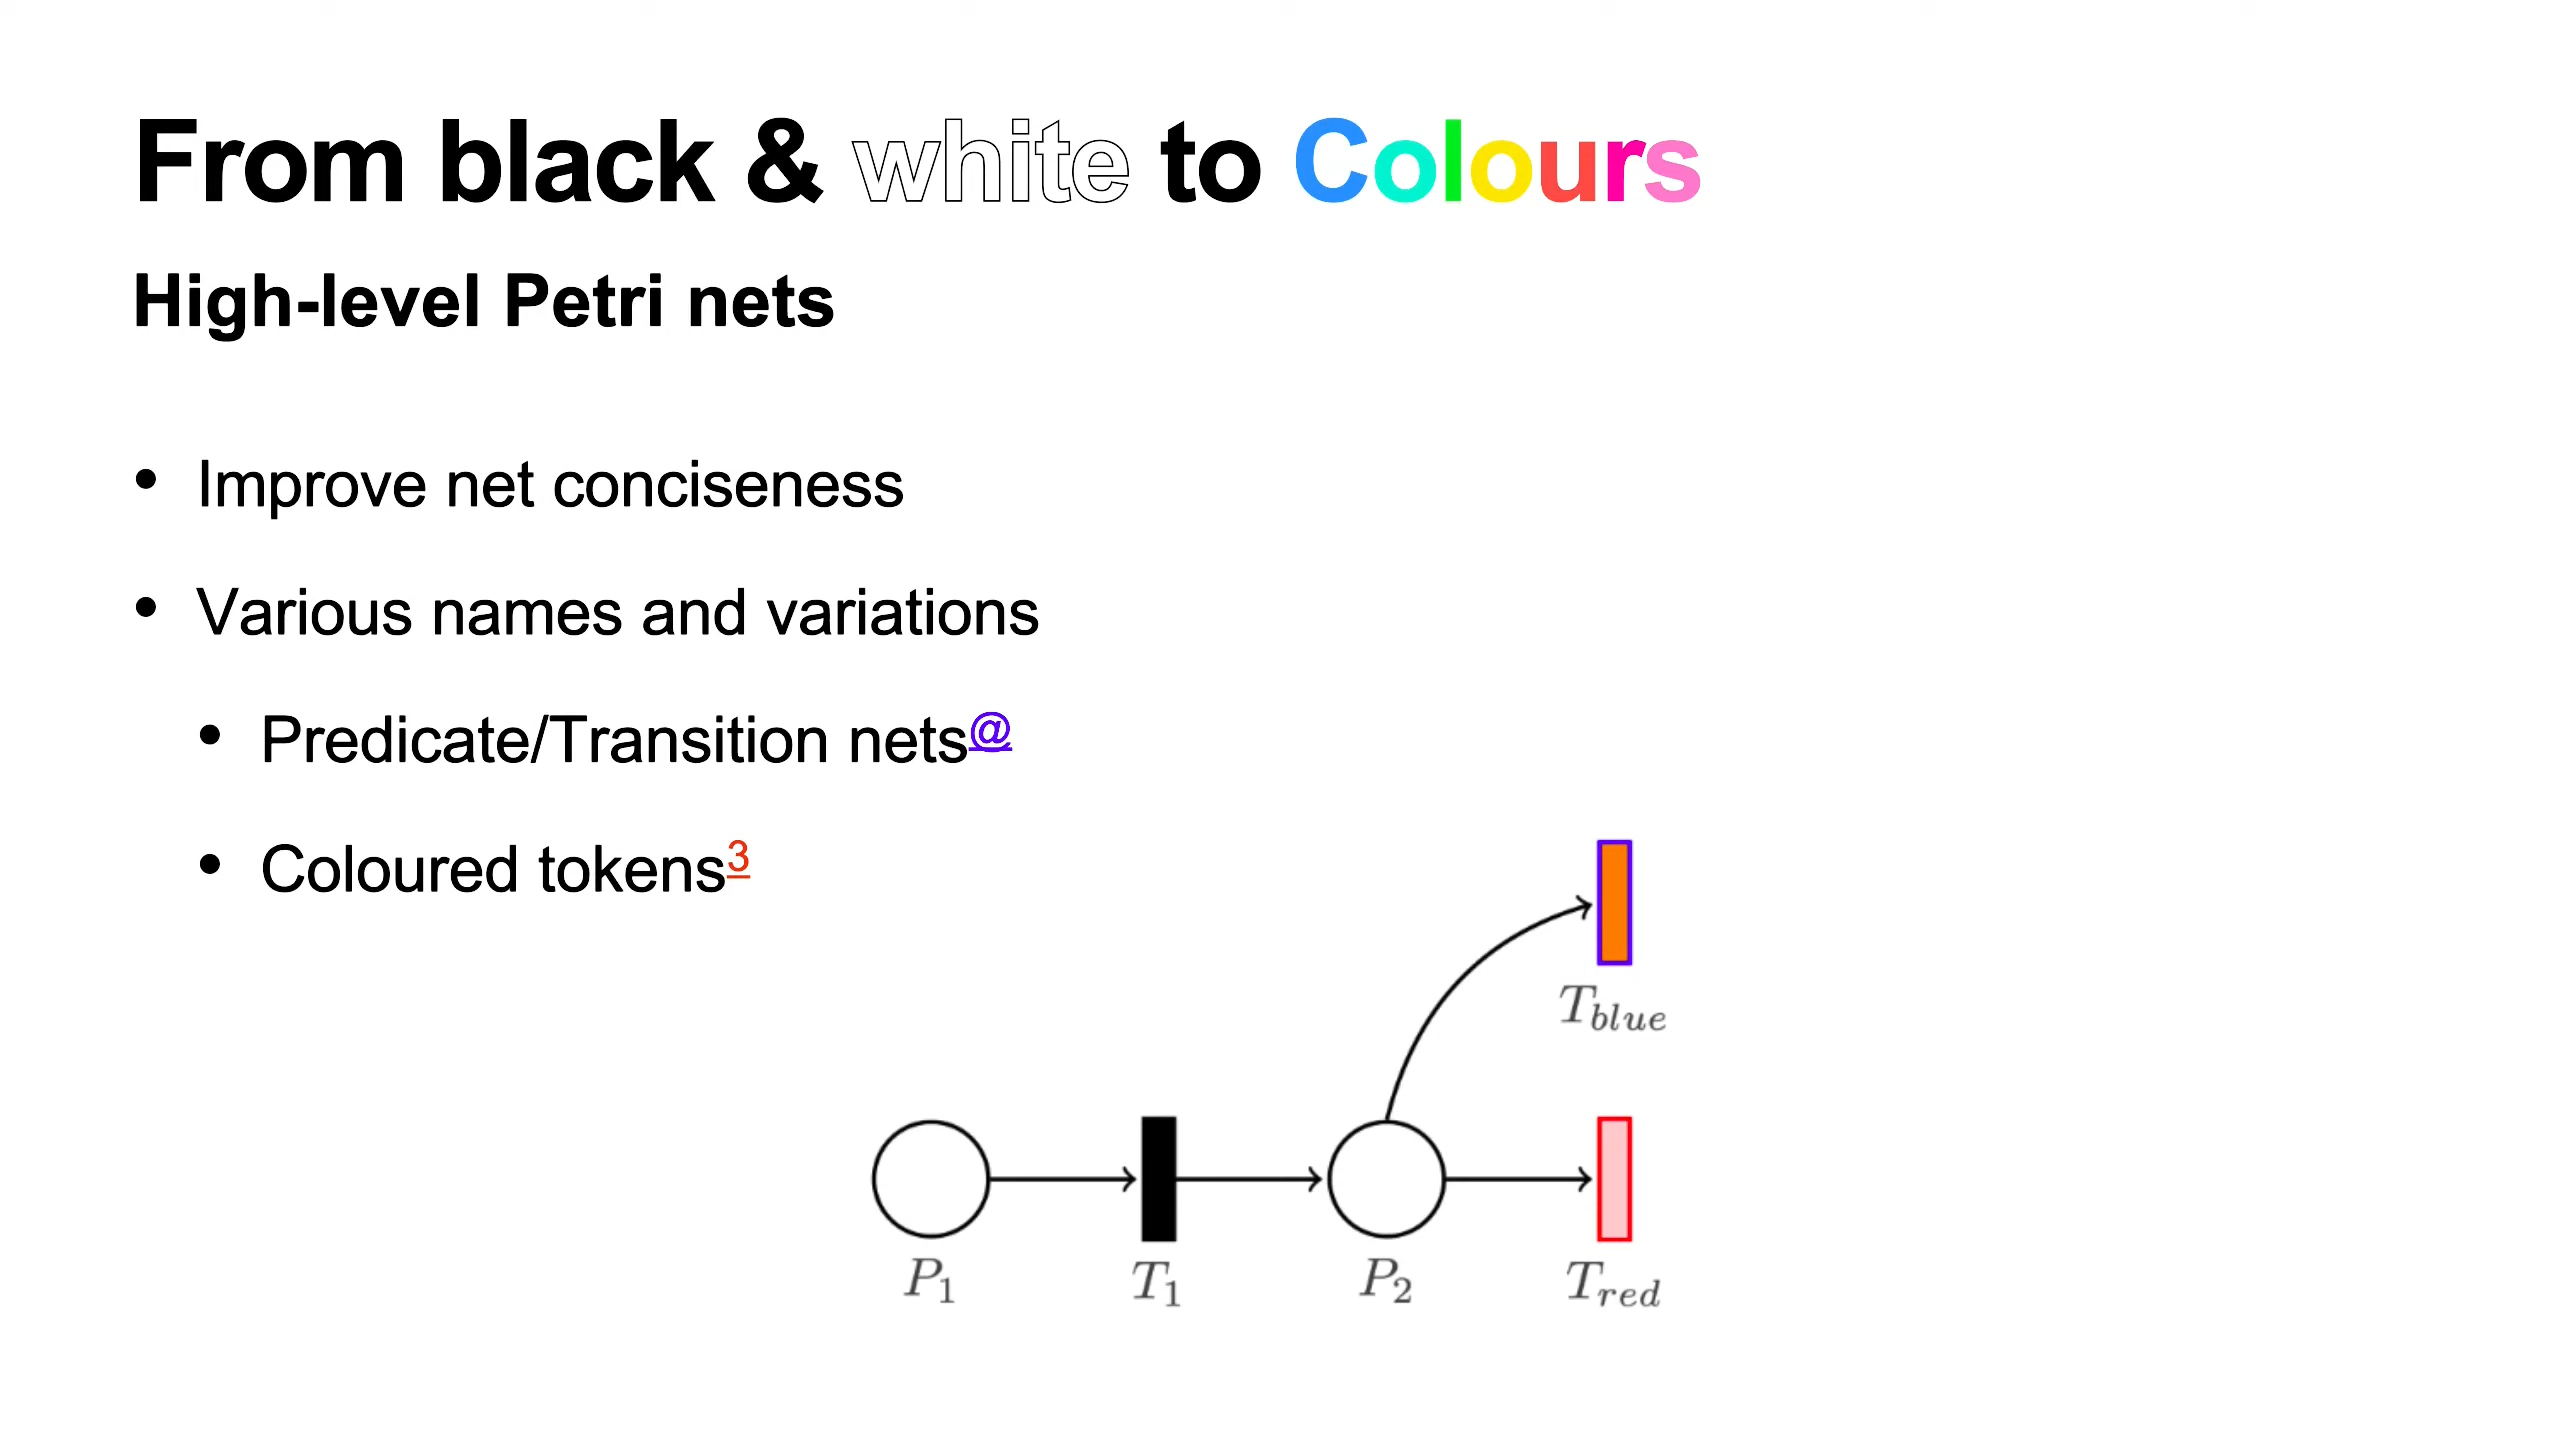 From black & white to Colours
High-level Petri nets
• Improve net conciseness
• Various names and variations
• Predicate/Transition nets@
• Coloured tokens3
T_blue
P_1 T_1 P_2 T_red